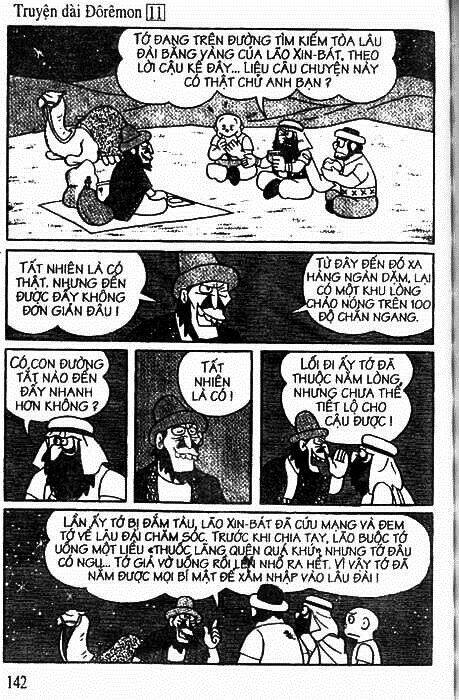 Truyện dài Đôrêmon 11
TỚ ĐANG TRÊN ĐƯỜNG TÌM KIẾM TÒA LÂU
ĐÀI BẰNG VÀNG CỦA LÃO XIN-BÁT. THEO
LỜI CẬU KỂ ĐẤY... LIỆU CÂU CHUYỆN NÀY
CÓ THẬT CHỨ ANH BẠN ?
TẤT NHIÊN LÀ CÓ
THẬT. NHƯNG ĐẾN
ĐƯỢC ĐẤY KHÔNG
ĐƠN GIẢN ĐÂU !
TỪ ĐÂY ĐẾN ĐÓ XA
HÀNG NGÀN DẶM, LẠI
CÓ MỘT KHU LÒNG
CHẢO NÓNG TRÊN 100
ĐỘ CHẮN NGANG.
CÓ CON ĐƯỜNG
TẮT NÀO ĐẾN
ĐẤY NHANH
HƠN KHÔNG ?
TẤT
NHIÊN
LÀ CÓ !
LỐI ĐI ẤY TỚ ĐÃ
THUỘC NẰM LÒNG,
NHƯNG CHƯA THỂ
TIẾT LỘ CHO
CẬU ĐƯỢC !
LẦN ẤY TỚ BỊ ĐẮM TÀU, LÃO XIN-BÁT ĐÃ CỨU MẠNG VÀ ĐEM
TỚ VỀ LÂU ĐÀI CHĂM SÓC. TRƯỚC KHI CHIA TAY, LÃO BUỘC TỚ
UỐNG MỘT LIỀU «THUỐC LÃNG QUÊN QUÁ KHỨ» NHƯNG TỚ ĐÂU
CÓ NGU... TỚ GIẢ VỜ UỐNG RỒI LÉN NHỔ RA HẾT. VÌ VẬY TỚ ĐÃ
NẮM ĐƯỢC MỌI BÍ MẬT ĐỂ XÂM NHẬP VÀO LÂU ĐÀI !
142